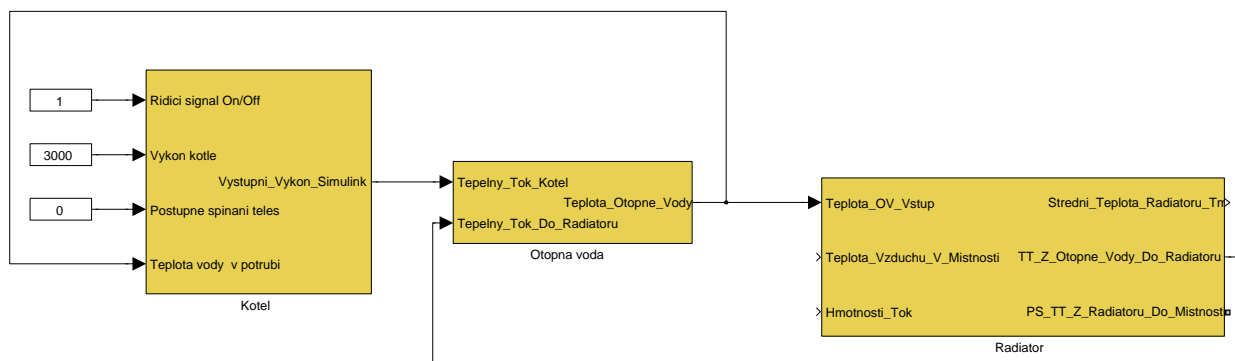 1
Ridici signal On/Off
3000
Vykon kotle
Vystupni_Vykon_Simulink
0
Postupne spinani teles
Teplota vody v potrubi
Kotel
Tepelny_Tok_Kotel
Teplota_Otopne_Vody
Tepelny_Tok_Do_Radiatoru
Otopna voda
Teplota_OV_Vstup
Stredni_Teplota_Radiatoru_Tm
Teplota_Vzduchu_V_Mistnosti
TT_Z_Otopne_Vody_Do_Radiatoru
Hmotnosti_Tok
PS_TT_Z_Radiatoru_Do_Mistnosti
Radiator